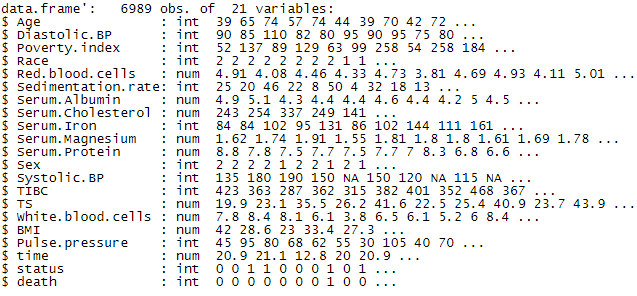 data.frame':   6989 obs. of  21 variables:
$ Age               : int  39 65 74 57 74 44 39 70 42 72 ...
$ Diastolic.BP      : int  90 85 110 82 80 95 90 95 75 80 ...
$ Poverty.index     : int  52 137 89 129 63 99 258 54 258 184 ...
$ Race              : int  2 2 2 2 2 2 2 2 1 1 ...
$ Red.blood.cells   : num  4.91 4.08 4.46 4.33 4.73 3.81 4.69 4.93 4.11 5.01 ...
$ Sedimentation.rate: int  25 20 46 22 8 50 4 32 18 13 ...
$ Serum.Albumin     : num  4.9 5.1 4.3 4.4 4.4 4.6 4.4 4.2 5 4.5 ...
$ Serum.Cholesterol : num  243 254 337 249 141 ...
$ Serum.Iron        : int  84 84 102 95 131 86 102 144 111 161 ...
$ Serum.Magnesium   : num  1.62 1.74 1.91 1.55 1.81 1.8 1.8 1.61 1.69 1.78 ...
$ Serum.Protein     : num  8.8 7.8 7.5 7.7 7.5 7.7 7 8.3 6.8 6.6 ...
$ Sex               : int  2 2 2 2 1 2 2 1 2 1 ...
$ Systolic.BP       : int  135 180 190 150 NA 150 120 NA 115 NA ...
$ TIBC              : int  423 363 287 362 315 382 401 352 468 367 ...
$ TS                : num  19.9 23.1 35.5 26.2 41.6 22.5 25.4 40.9 23.7 43.9 ...
$ White.blood.cells : num  7.8 8.4 8.1 6.1 3.8 6.5 6.1 5.2 6 8.4 ...
$ BMI               : num  42 28.6 23 33.4 27.3 ...
$ Pulse.pressure    : int  45 95 80 68 62 55 30 105 40 70 ...
$ time              : num  20.9 21.1 12.8 20 20.9 ...
$ status            : int  0 0 1 1 0 0 0 1 0 1 ...
$ death             : int  0 0 0 0 0 0 0 1 0 0 ...